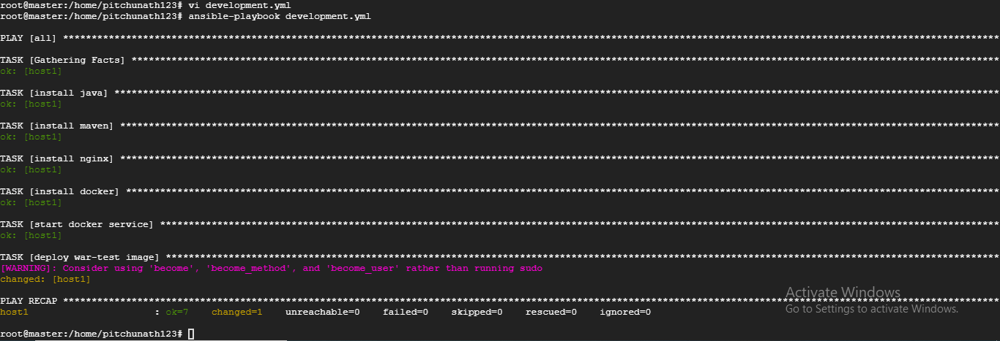 root@master:/home/pitchunath123# vi development.yml
root@master:/home/pitchunath123# ansible-playbook development.yml
PLAY [all] ****************************************************************************************************************************************************************
TASK [Gathering Facts] ****************************************************************************************************************************************************
ok: [host1]
TASK [install java] *******************************************************************************************************************************************************
ok: [host1]
TASK [install maven] ******************************************************************************************************************************************************
ok: [host1]
TASK [install nginx] ******************************************************************************************************************************************************
ok: [host1]
TASK [install docker] *****************************************************************************************************************************************************
ok: [host1]
TASK [start docker service] ***********************************************************************************************************************************************
ok: [host1]
TASK [deploy war-test image] **********************************************************************************************************************************************
[WARNING]: Consider using 'become', 'become_method', and 'become_user' rather than running sudo
changed: [host1]
PLAY RECAP ****************************************************************************************************************************************************************
host1 : ok=7 changed=1 unreachable=0 failed=0 skipped=0 rescued=0 ignored=0
root@master:/home/pitchunath123#
Activate Windows
Go to Settings to activate Windows.